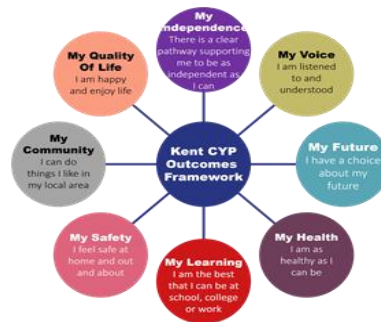 My
Independence
There is a clear
pathway supporting
me to be as
independent as
I can
My Voice
I am listened
to and
understood
My Future
I have a choice
about my
future
My Health
I am as
healthy as I
can be
My Learning
I am the best
that I can be at
school, college
or work
My Safety
I feel safe at
home and out
and about
My
Community
I can do
things I like in
my local area
My Quality
Of Life
I am happy
and enjoy life
Kent CYP
Outcomes
Framework